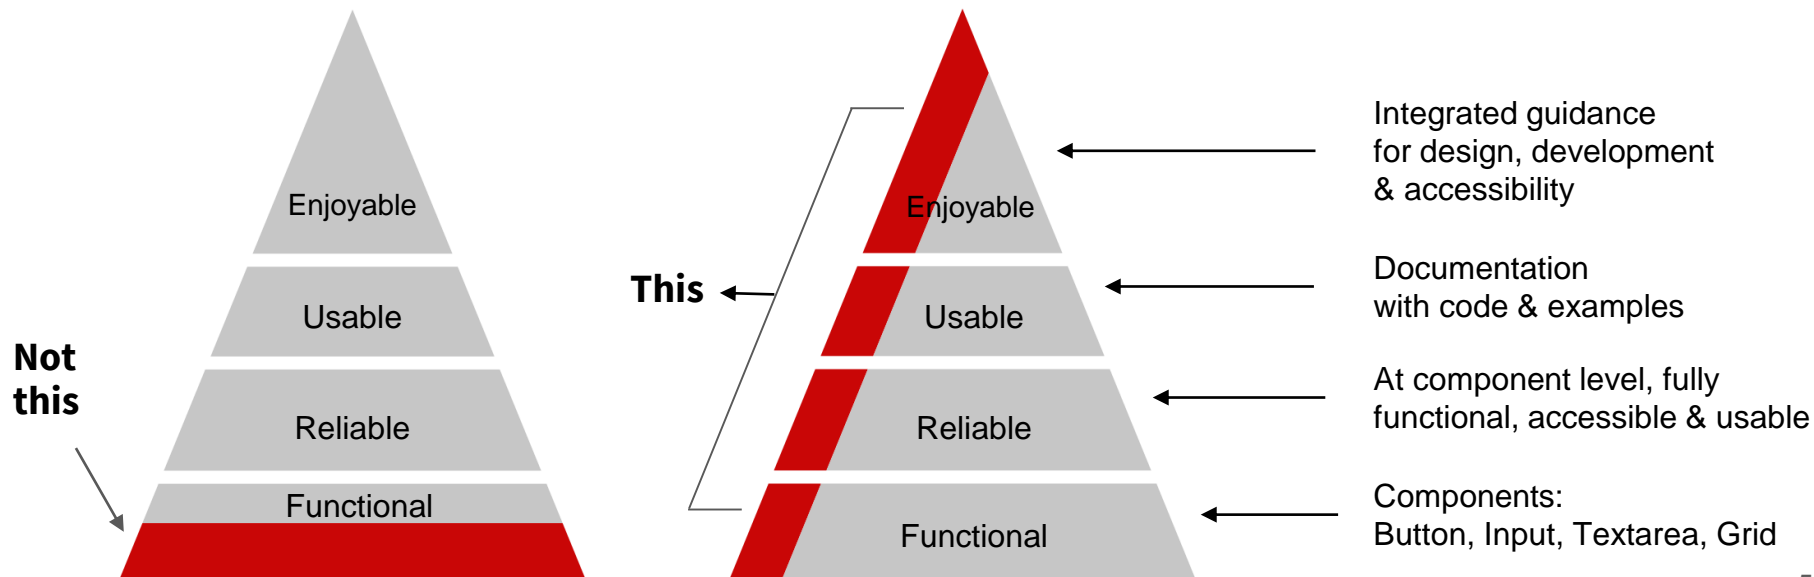 Not
this
Enjoyable
Usable
Reliable
Functional
This
Enjoyable
Usable
Reliable
Functional
Integrated guidance
for design, development
& accessibility
Documentation
with code & examples
At component level, fully
functional, accessible & usable
Components:
Button, Input, Textarea, Grid